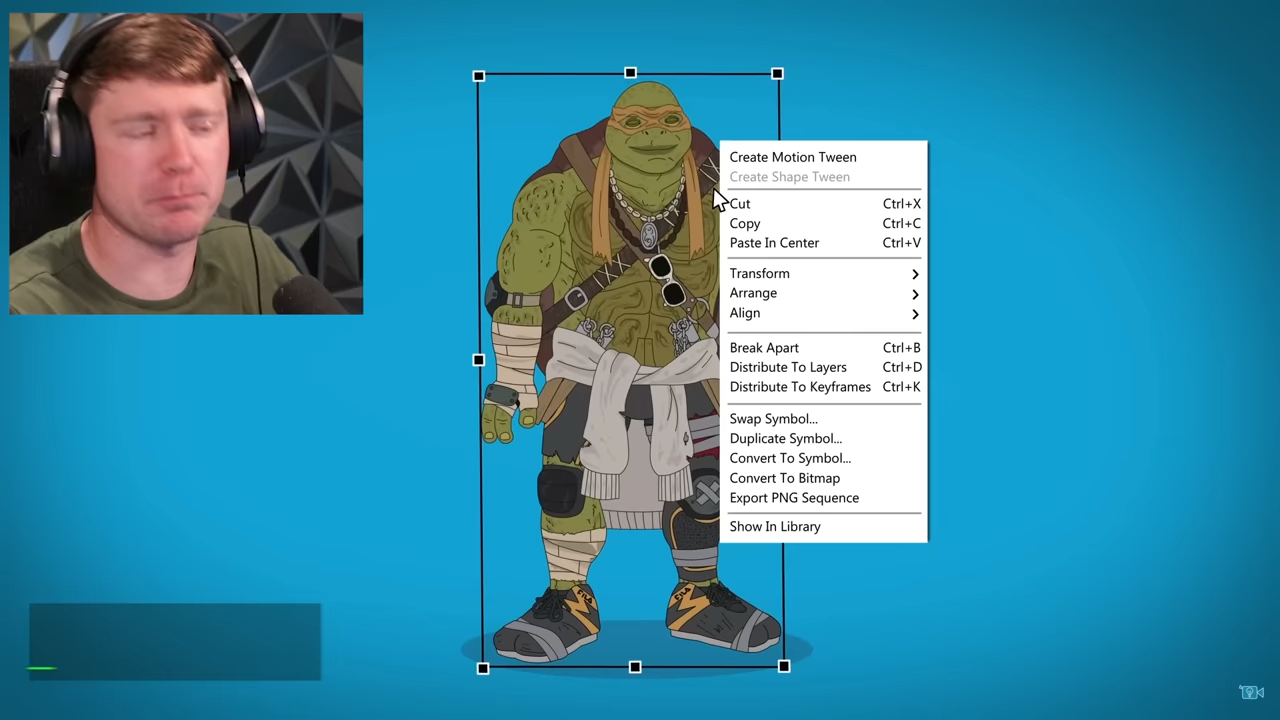 Create Motion Tween
Create Shape Tween
Cut Ctrl+X
Copy Ctrl+C
Paste In Center Ctrl+V
Transform
Arrange
Align
Break Apart Ctrl+B
Distribute To Layers Ctrl+D
Distribute To Keyframes Ctrl+K
Swap Symbol...
Duplicate Symbol...
Convert To Symbol...
Convert To Bitmap
Export PNG Sequence
Show In Library
FILA
FILA